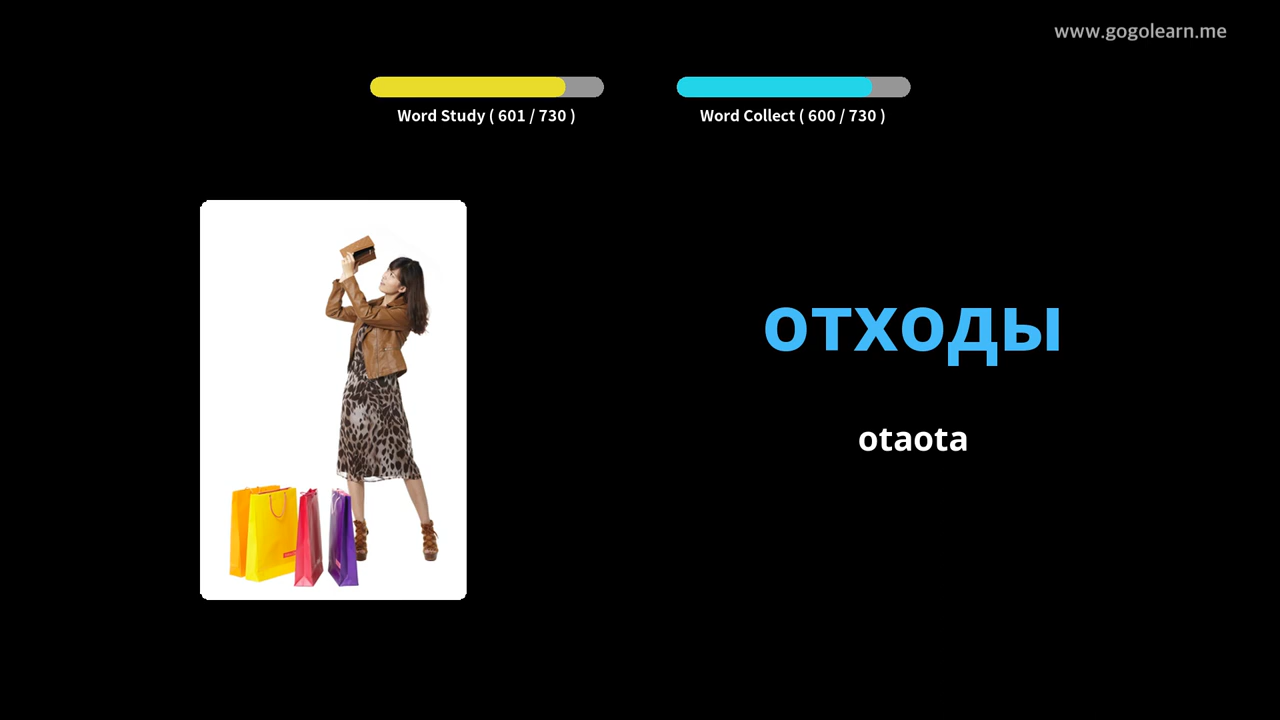 www.gogolearn.me
Word Study ( 601 / 730 )
Word Collect ( 600 / 730 )
отходы
otaota